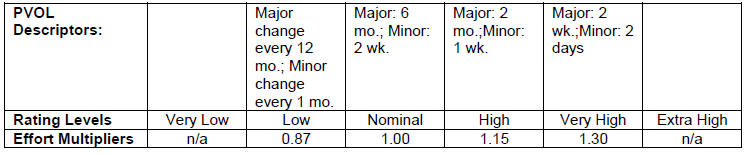 PVOL Descriptors: Major change every 12 mo.; Minor change every 1 mo. Major: 6 mo.; Minor: 2 wk. Major: 2 mo.;Minor: 1 wk. Major: 2 wk.;Minor: 2 days
Rating Levels Very Low Low Nominal High Very High Extra High
Effort Multipliers n/a 0.87 1.00 1.15 1.30 n/a